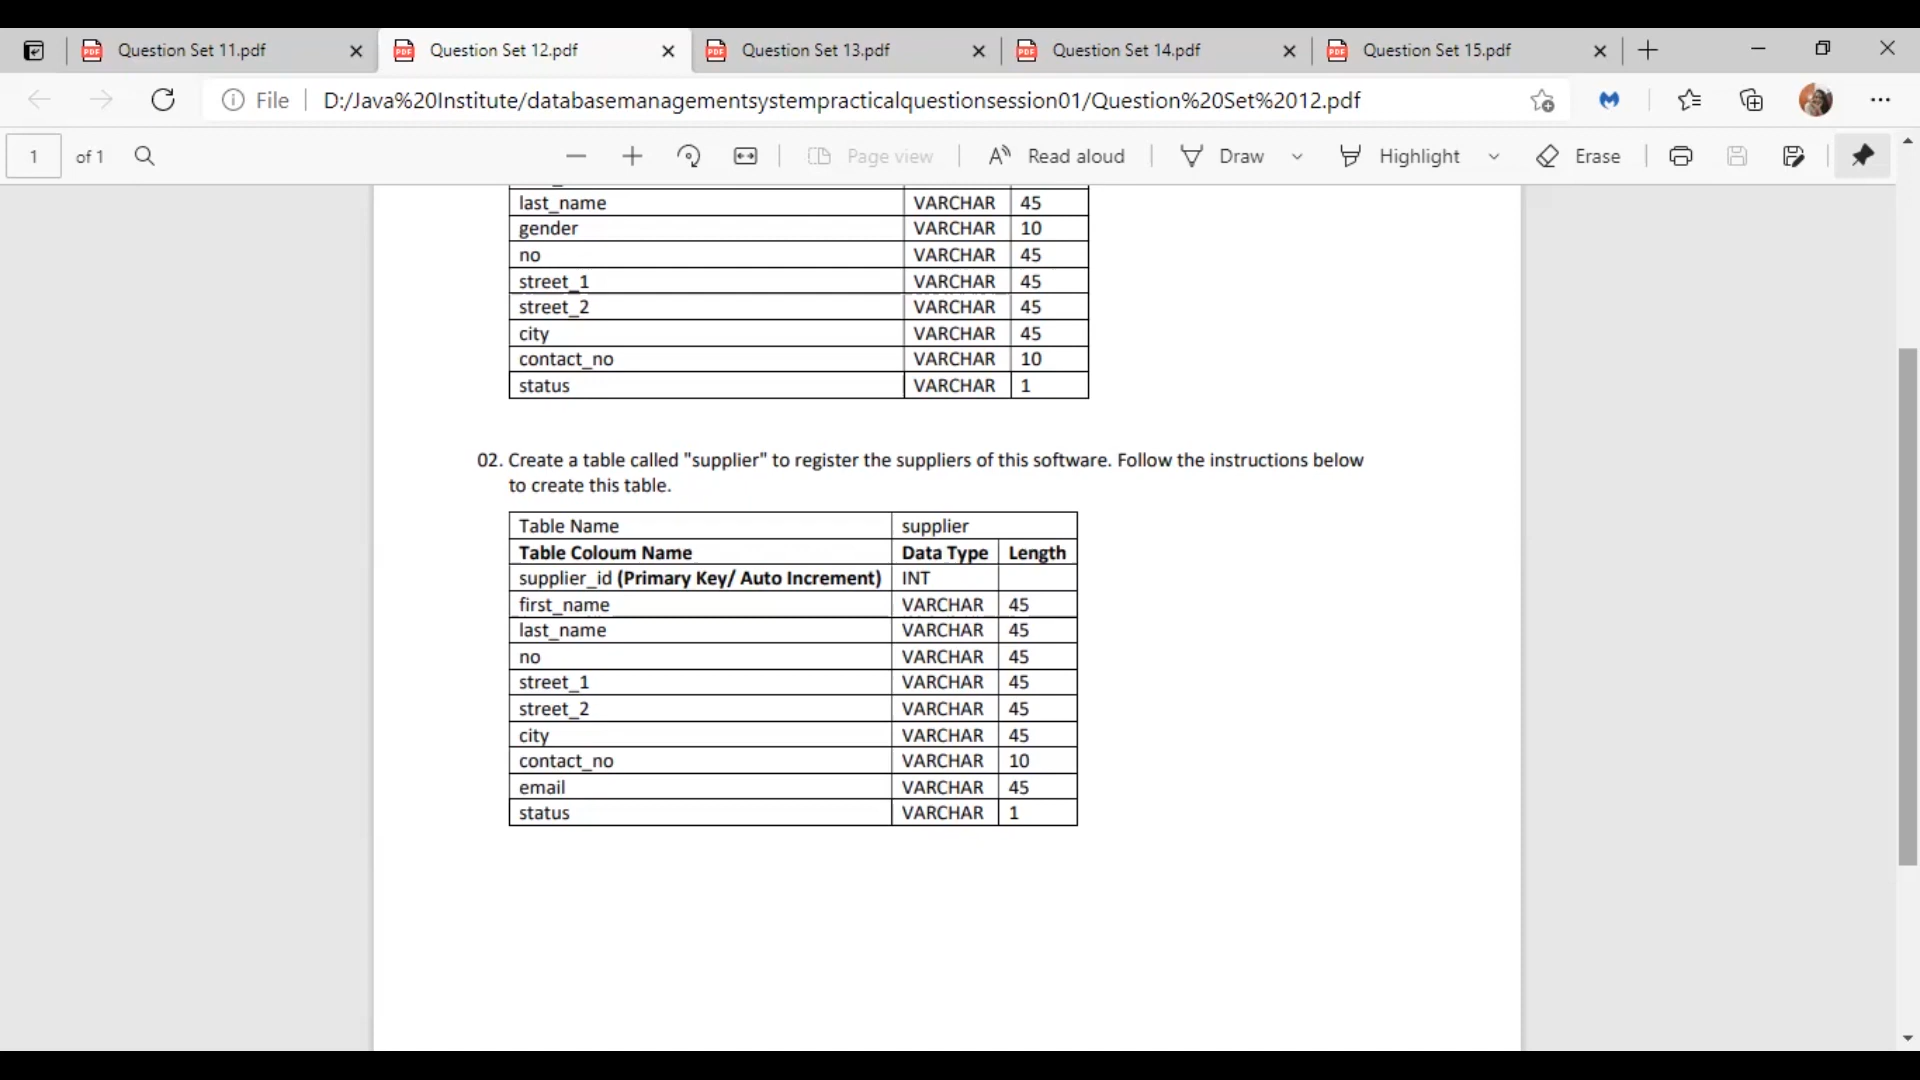 Question Set 11.pdf
Question Set 12.pdf
Question Set 13.pdf
Question Set 14.pdf
Question Set 15.pdf
File D:/Java%20Institute/databasemanagementsystempracticalquestionsession01/Question%20Set%2012.pdf
1 of 1 Page view Read aloud Draw Highlight Erase
last_name VARCHAR 45
gender VARCHAR 10
no VARCHAR 45
street_1 VARCHAR 45
street_2 VARCHAR 45
city VARCHAR 45
contact_no VARCHAR 10
status VARCHAR 1
02. Create a table called "supplier" to register the suppliers of this software. Follow the instructions below
to create this table.
Table Name supplier
Table Coloum Name Data Type Length
supplier_id (Primary Key/ Auto Increment) INT
first_name VARCHAR 45
last_name VARCHAR 45
no VARCHAR 45
street_1 VARCHAR 45
street_2 VARCHAR 45
city VARCHAR 45
contact_no VARCHAR 10
email VARCHAR 45
status VARCHAR 1